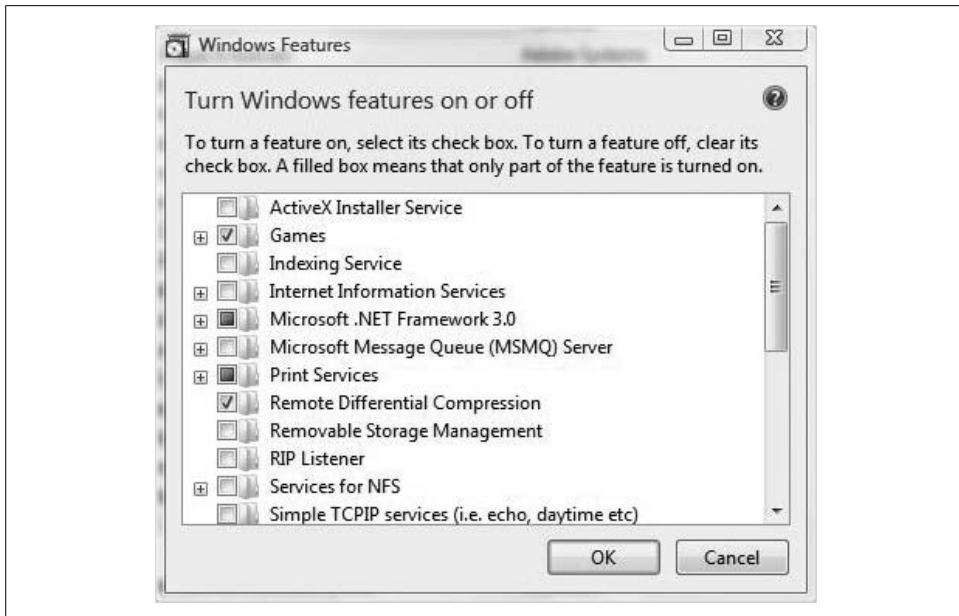 Windows Features
Turn Windows features on or off
To turn a feature on, select its check box. To turn a feature off, clear its
check box. A filled box means that only part of the feature is turned on.
ActiveX Installer Service
Games
Indexing Service
Internet Information Services
Microsoft .NET Framework 3.0
Microsoft Message Queue (MSMQ) Server
Print Services
Remote Differential Compression
Removable Storage Management
RIP Listener
Services for NFS
Simple TCPIP services (i.e. echo, daytime etc)
OK Cancel